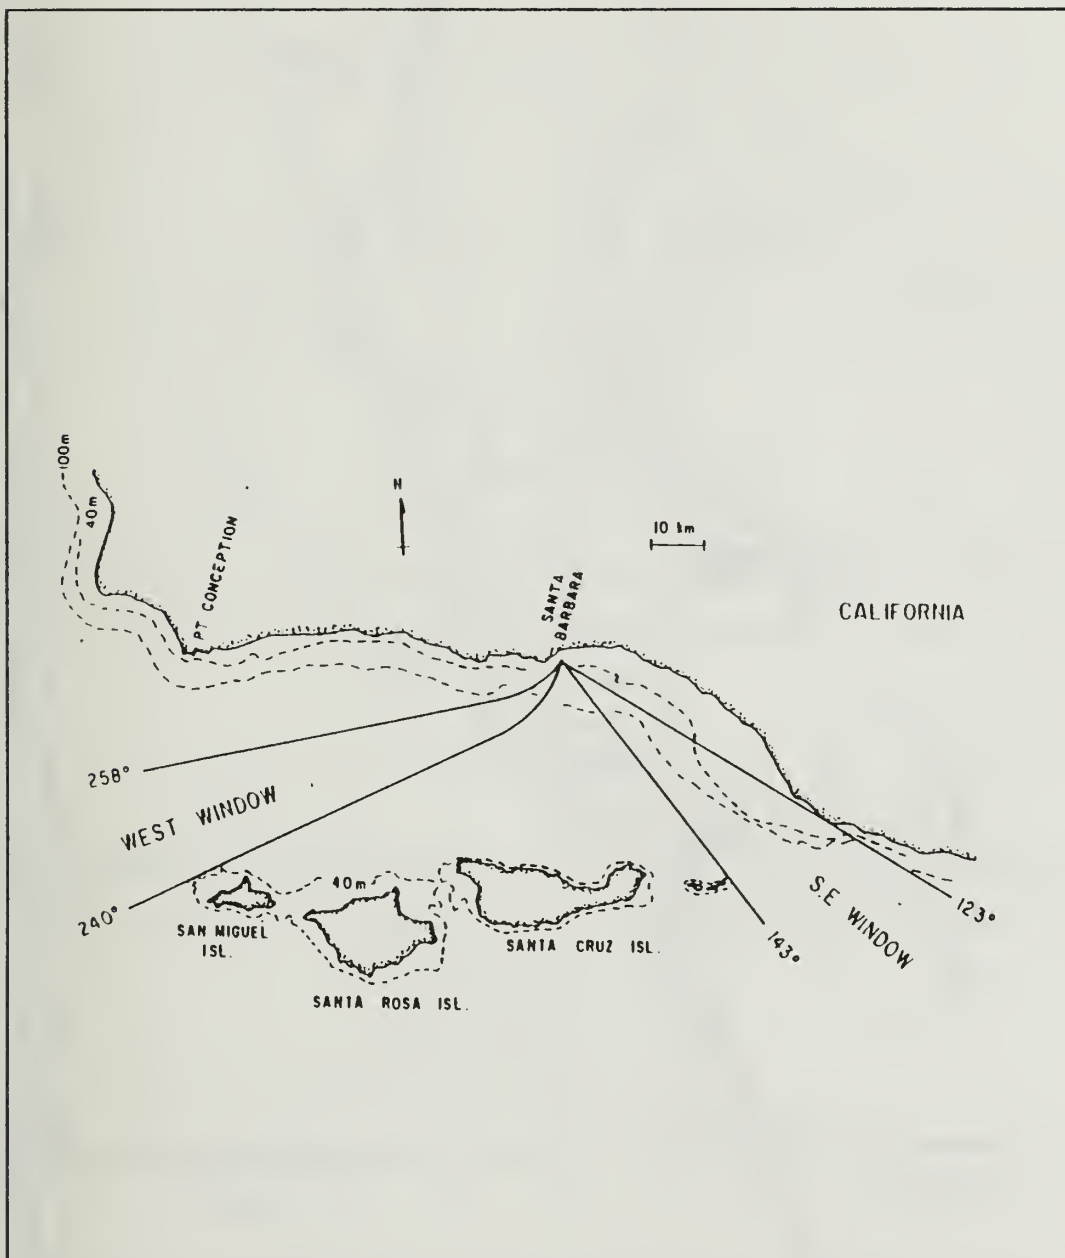 100m
40m
PT CONCEPTION
N
10 km
SANTA
BARBARA
CALIFORNIA
258°
WEST WINDOW
240°
40m
SAN MIGUEL
ISL.
SANTA ROSA ISL.
SANTA CRUZ ISL.
S.E WINDOW
143°
123°